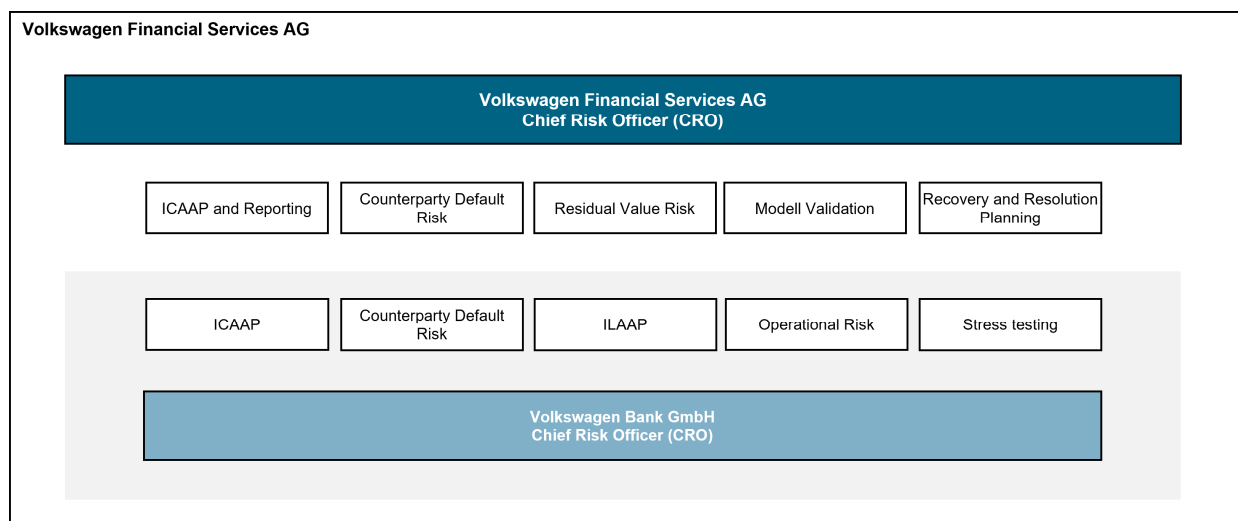 Volkswagen Financial Services AG
Volkswagen Financial Services AG
Chief Risk Officer (CRO)
ICAAP and Reporting
Counterparty Default
Risk
Residual Value Risk
Modell Validation
Recovery and Resolution
Planning
ICAAP
Counterparty Default
Risk
ILAAP
Operational Risk
Stress testing
Volkswagen Bank GmbH
Chief Risk Officer (CRO)